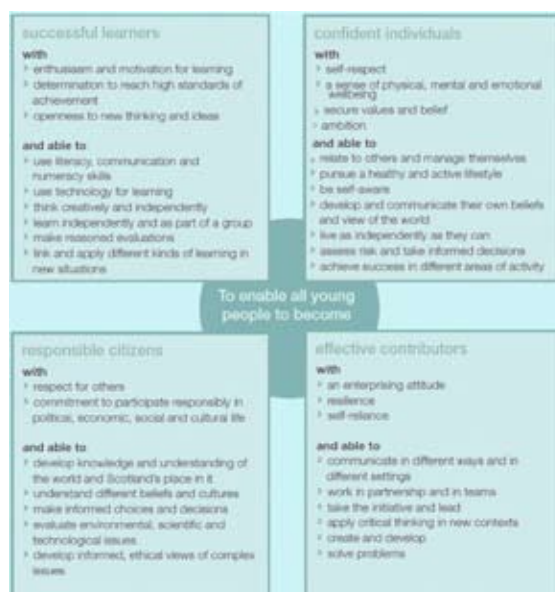 successful learners
with
› enthusiasm and motivation for learning
› determination to reach high standards of
achievement
› openness to new thinking and ideas
and able to
› use literacy, communication and
numeracy skills
› use technology for learning
› think creatively and independently
› learn independently and as part of a group
› make reasoned evaluations
› link and apply different kinds of learning in
new situations
confident individuals
with
› self-respect
› a sense of physical, mental and emotional
wellbeing
› secure values and belief
› ambition
and able to
› relate to others and manage themselves
› pursue a healthy and active lifestyle
› be self-aware
› develop and communicate their own beliefs
and view of the world
› live as independently as they can
› assess risk and take informed decisions
› achieve success in different areas of activity
To enable all young
people to become
responsible citizens
with
› respect for others
› commitment to participate responsibly in
political, economic, social and cultural life
and able to
› develop knowledge and understanding of
the world and Scotland's place in it
› understand different beliefs and cultures
› make informed choices and decisions
› evaluate environmental, scientific and
technological issues
› develop informed, ethical views of complex
issues
effective contributors
with
› an enterprising attitude
› resilience
› self-reliance
and able to
› communicate in different ways and in
different settings
› work in partnership and in teams
› take the initiative and lead
› apply critical thinking in new contexts
› create and develop
› solve problems